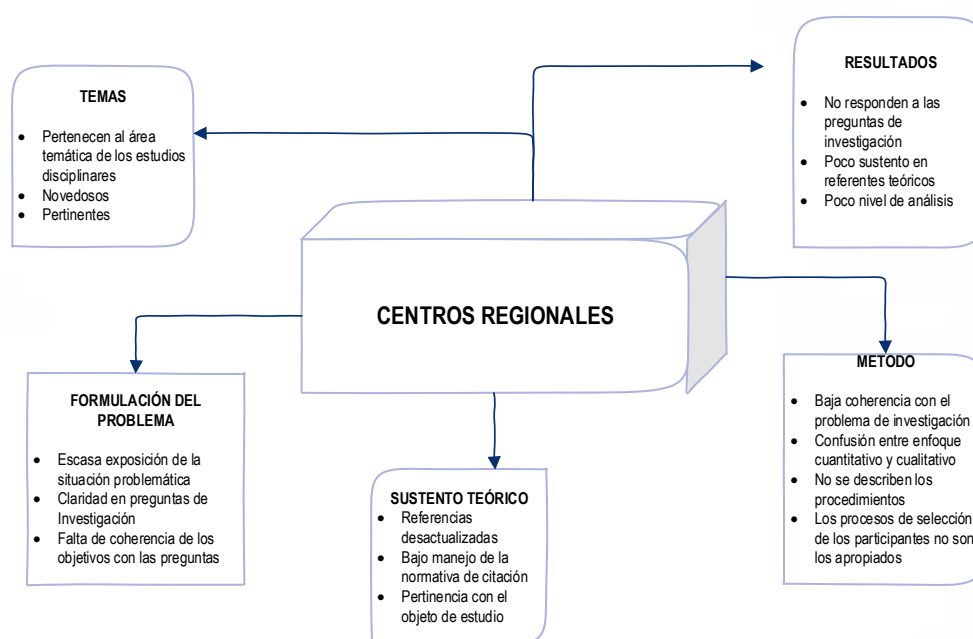 TEMAS
• Pertenecen al área
temática de los estudios
disciplinares
• Novedosos
• Pertinentes
RESULTADOS
• No responden a las
preguntas de
investigación
• Poco sustento en
referentes teóricos
• Poco nivel de análisis
CENTROS REGIONALES
FORMULACIÓN DEL
PROBLEMA
• Escasa exposición de la
situación problemática
• Claridad en preguntas de
Investigación
• Falta de coherencia de los
objetivos con las preguntas
SUSTENTO TEÓRICO
• Referencias
desactualizadas
• Bajo manejo de la
normativa de citación
• Pertinencia con el
objeto de estudio
METODO
• Baja coherencia con el
problema de investigación
• Confusión entre enfoque
cuantitativo y cualitativo
• No se describen los
procedimientos
• Los procesos de selección
de los participantes no son
los apropiados